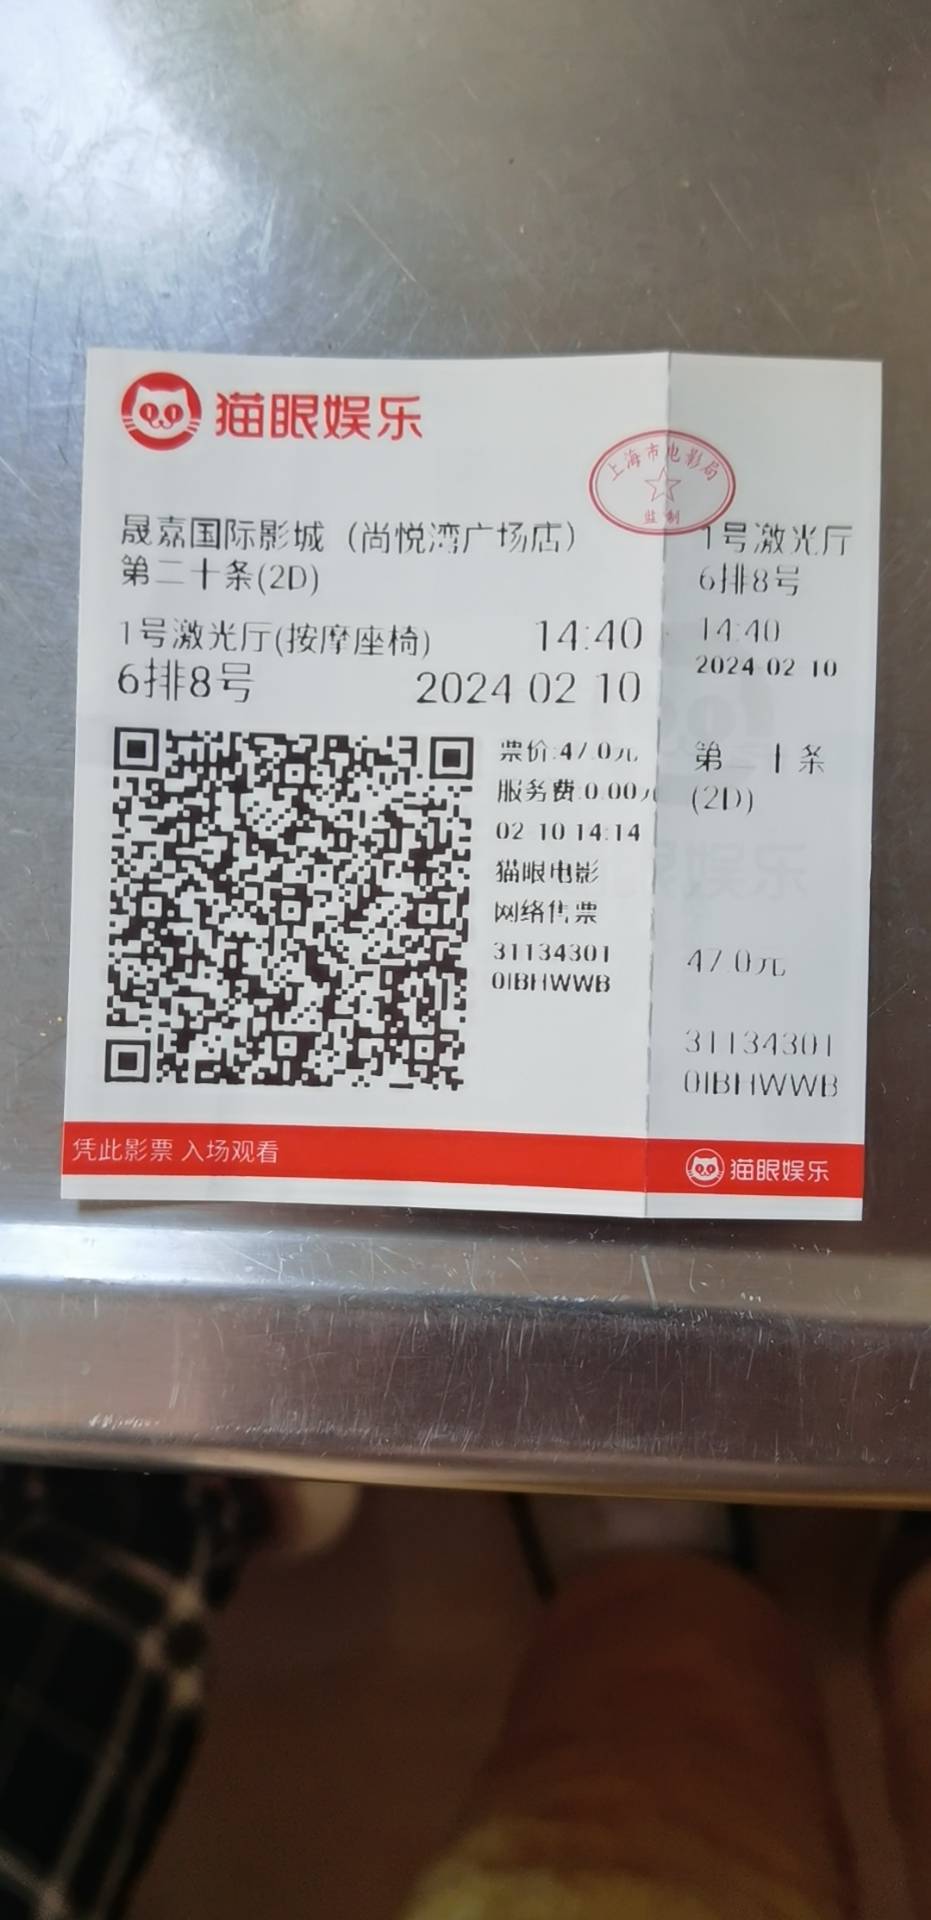 猫眼娱乐
上海市电影局
监制
晟嘉国际影城（尚悦湾广场店）
第二十条(2D)
1号激光厅(按摩座椅) 14:40
6排8号 2024 02 10
票价:47.0元
服务费:0.00元
02 10 14:14
猫眼电影
网络售票
31134301
0IBHWWB
凭此影票 入场观看
1号激光厅
6排8号
14:40
2024 02 10
第二十条
(2D)
47.0元
31134301
0IBHWWB
猫眼娱乐